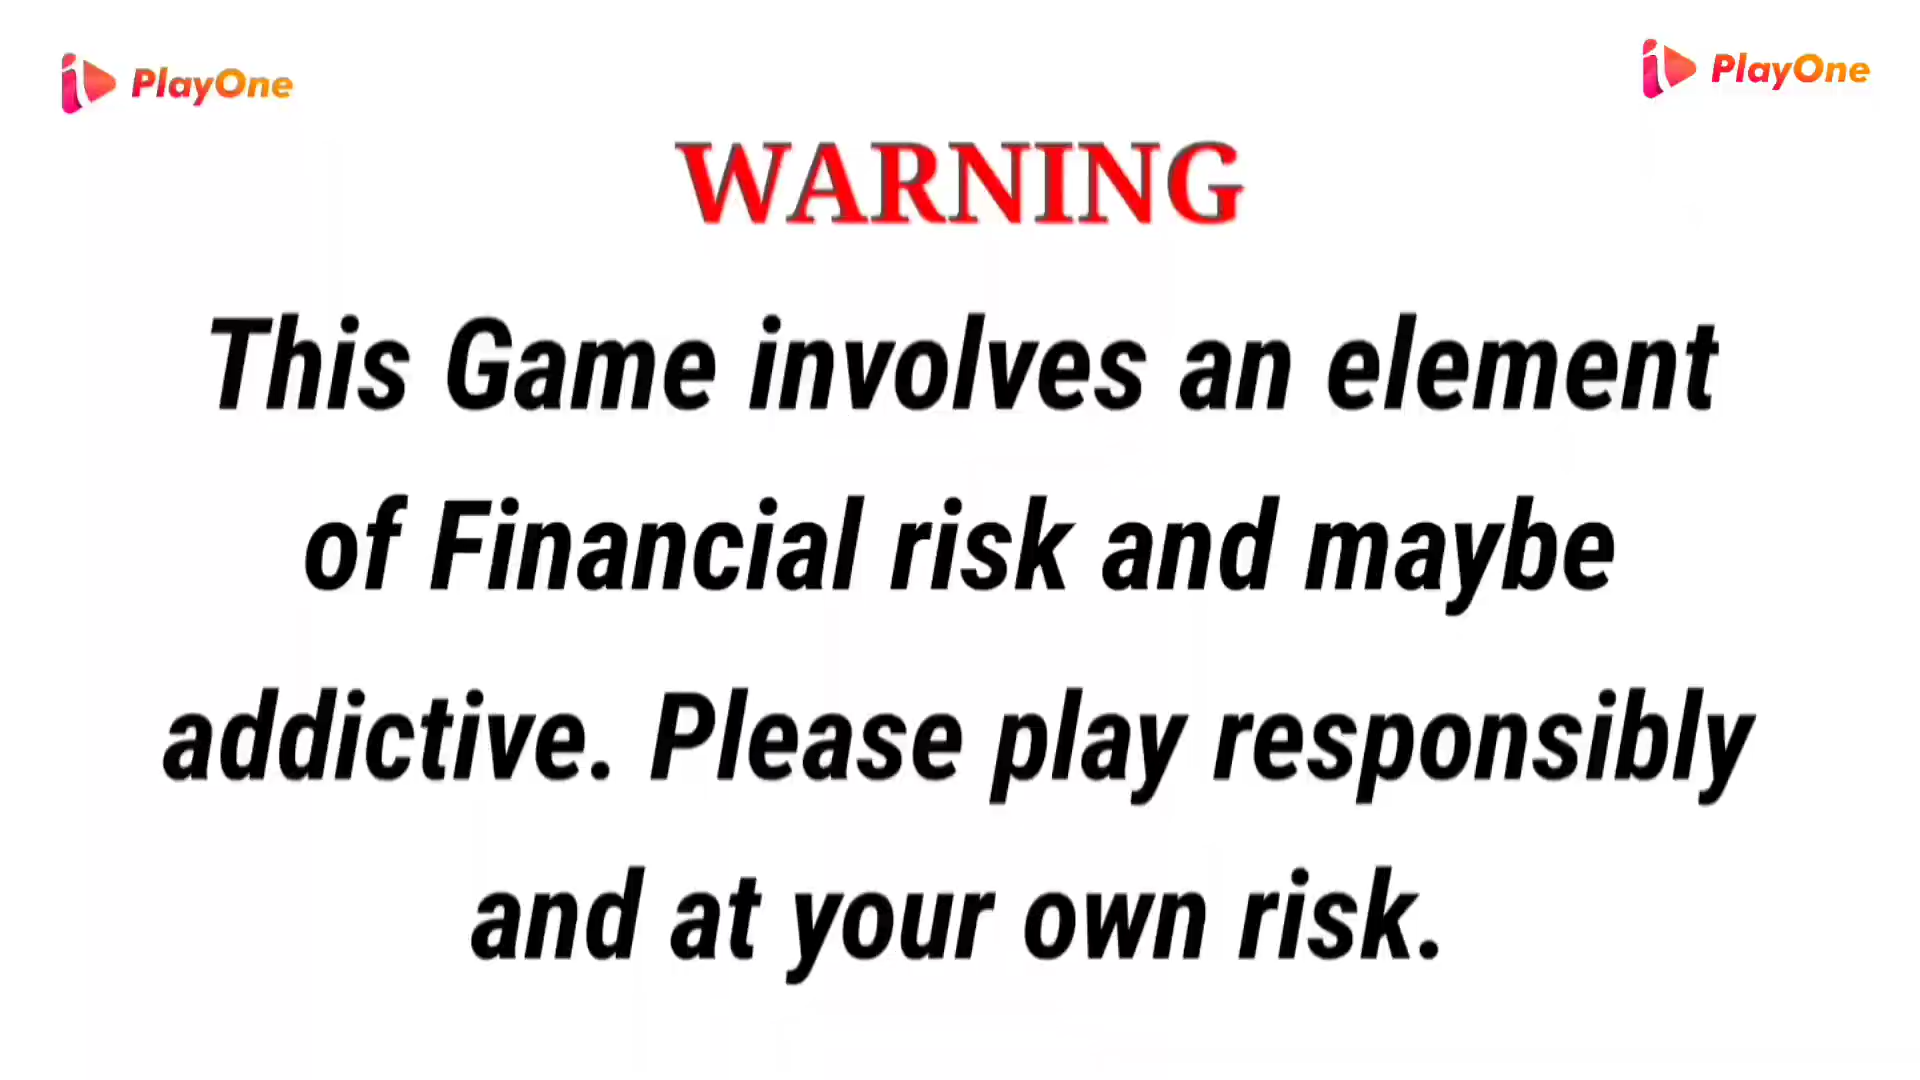 PlayOne
PlayOne
WARNING
This Game involves an element
of Financial risk and maybe
addictive. Please play responsibly
and at your own risk.